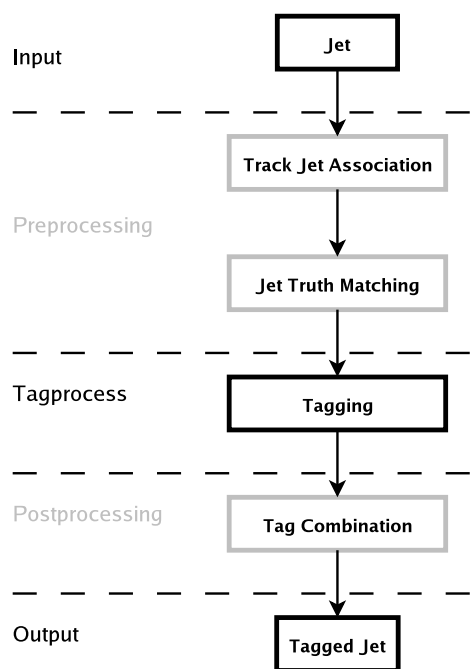 Jet
Input
Track Jet Association
Preprocessing
Jet Truth Matching
Tagprocess
Tagging
Postprocessing
Tag Combination
Output
Tagged Jet